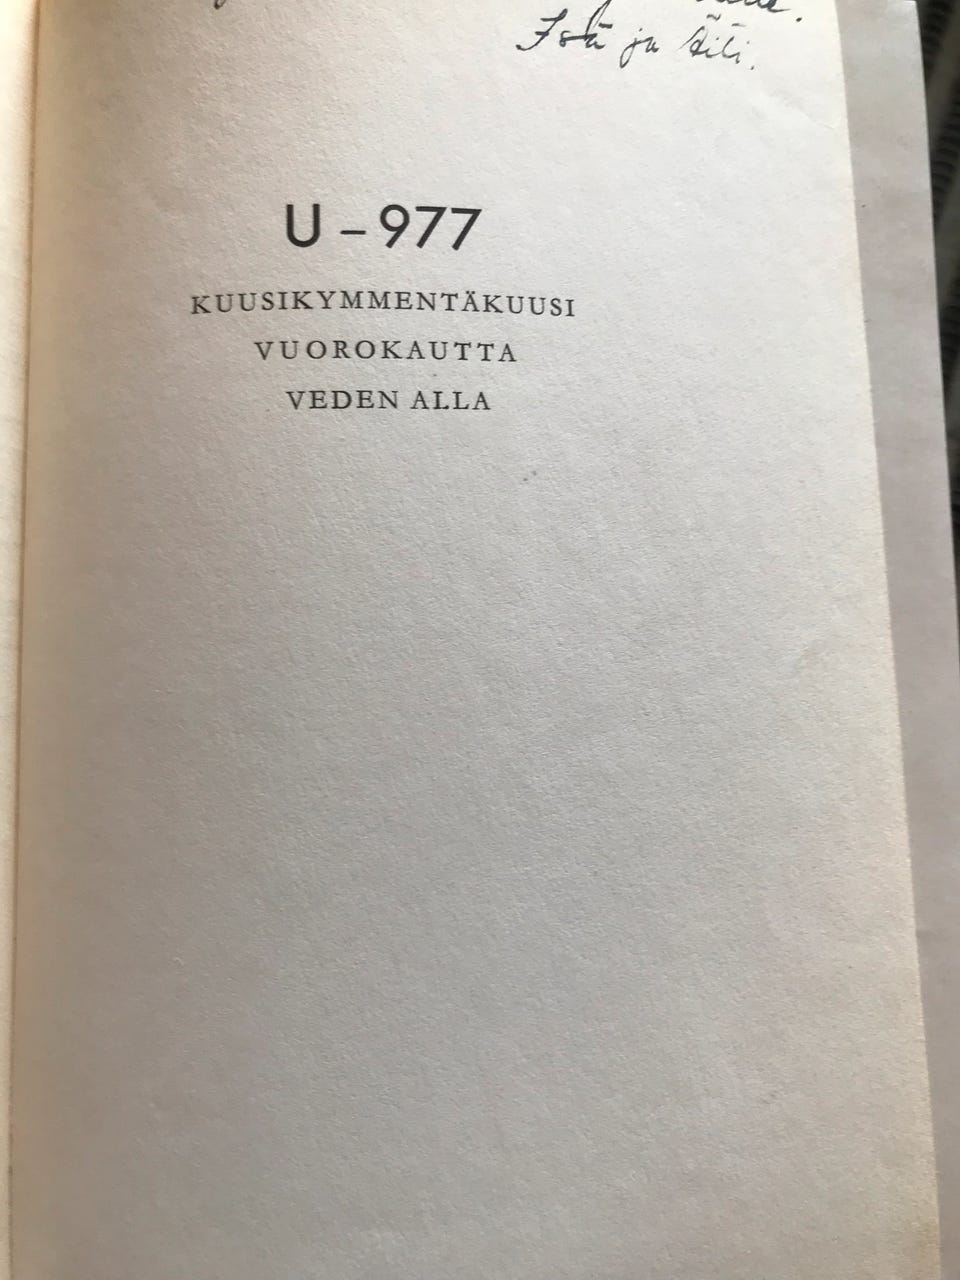 Isä ja Äiti.
U – 977
KUUSIKYMMENTÄKUUSI
VUOROKAUTTA
VEDEN ALLA